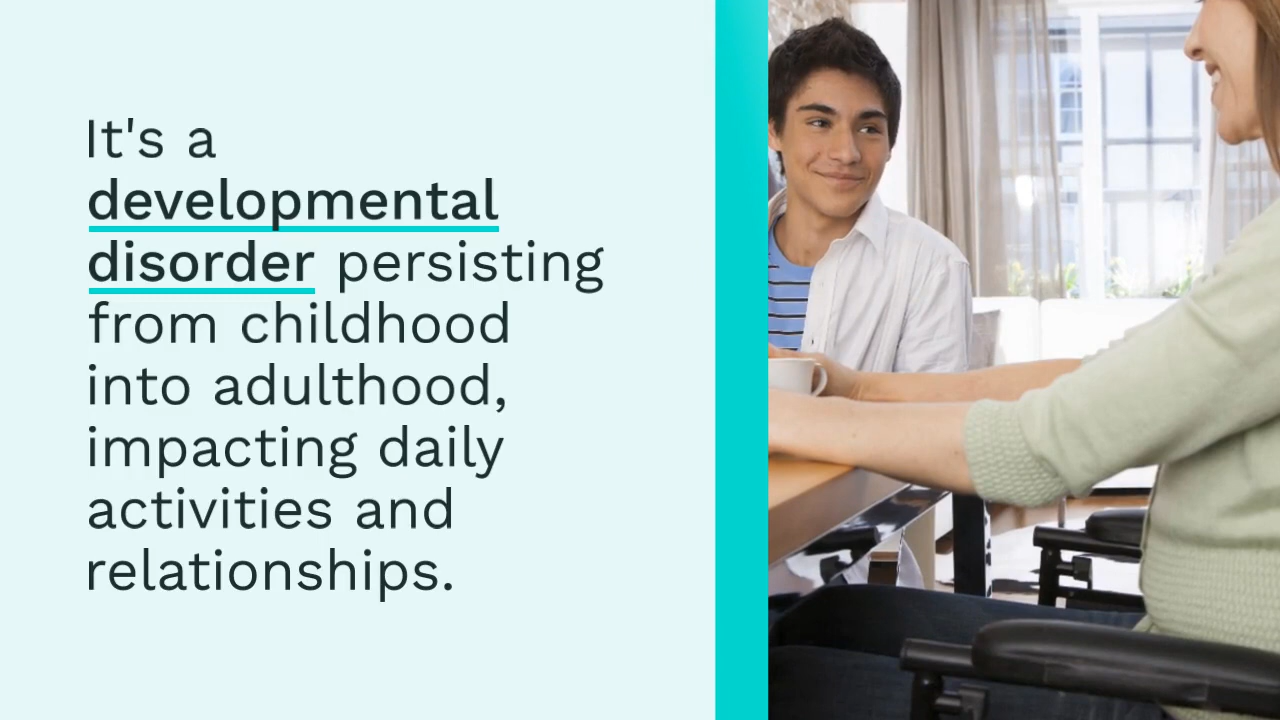 It's a
developmental
disorder persisting
from childhood
into adulthood,
impacting daily
activities and
relationships.